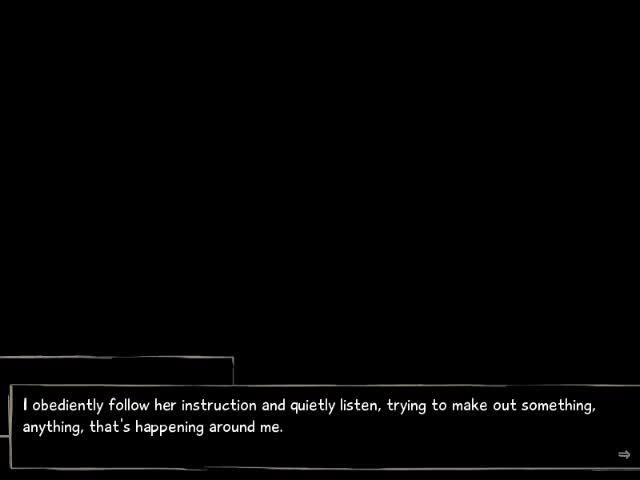 I obediently follow her instruction and quietly listen, trying to make out something,
anything, that's happening around me.